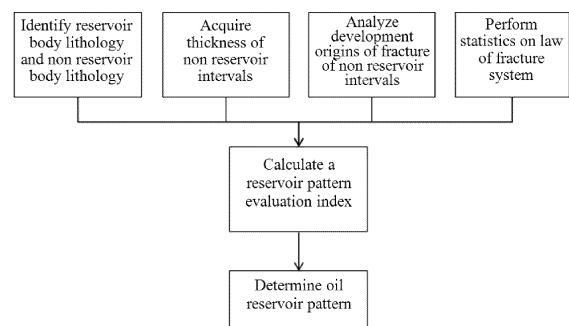 Identify reservoir
body lithology
and non reservoir
body lithology
Acquire
thickness of
non reservoir
intervals
Analyze
development
origins of fracture
of non reservoir
intervals
Perform
statistics on law
of fracture
system
Calculate a
reservoir pattern
evaluation index
Determine oil
reservoir pattern